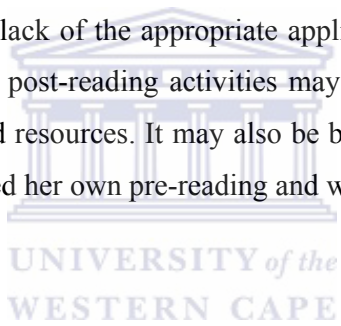 lack of the appropriate appli
post-reading activities may
d resources. It may also be b
ed her own pre-reading and w
UNIVERSITY of the
WESTERN CAPE